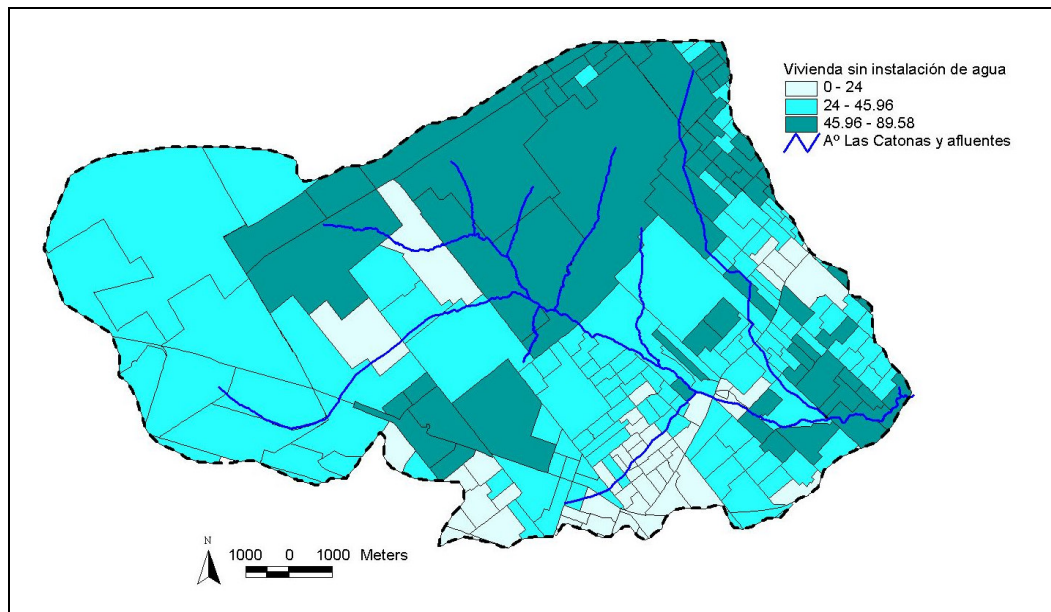 Vivienda sin instalación de agua
0 - 24
24 - 45.96
45.96 - 89.58
Aº Las Catonas y afluentes
N
1000 0 1000 Meters